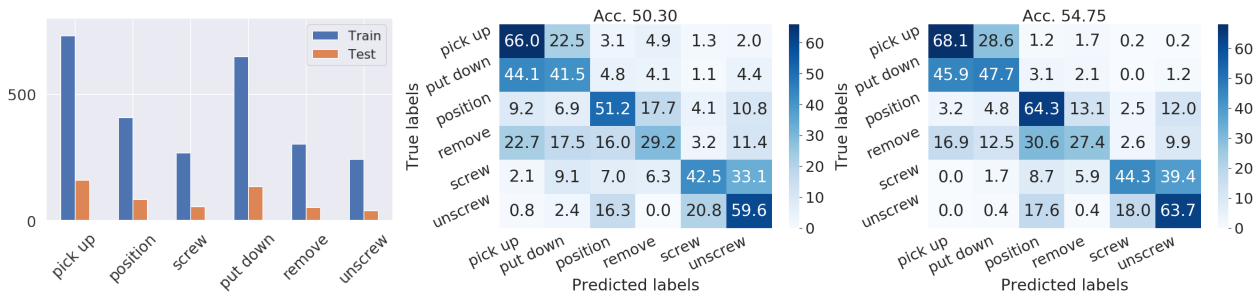 500
0
Train
Test
pick up
position
screw
put down
remove
unscrew
Acc. 50.30
True labels
pick up
put down
position
remove
screw
unscrew
66.0 22.5 3.1 4.9 1.3 2.0
44.1 41.5 4.8 4.1 1.1 4.4
9.2 6.9 51.2 17.7 4.1 10.8
22.7 17.5 16.0 29.2 3.2 11.4
2.1 9.1 7.0 6.3 42.5 33.1
0.8 2.4 16.3 0.0 20.8 59.6
pick up
put down
position
remove
screw
unscrew
Predicted labels
60
50
40
30
20
10
0
Acc. 54.75
True labels
pick up
put down
position
remove
screw
unscrew
68.1 28.6 1.2 1.7 0.2 0.2
45.9 47.7 3.1 2.1 0.0 1.2
3.2 4.8 64.3 13.1 2.5 12.0
16.9 12.5 30.6 27.4 2.6 9.9
0.0 1.7 8.7 5.9 44.3 39.4
0.0 0.4 17.6 0.4 18.0 63.7
pick up
put down
position
remove
screw
unscrew
Predicted labels
60
50
40
30
20
10
0